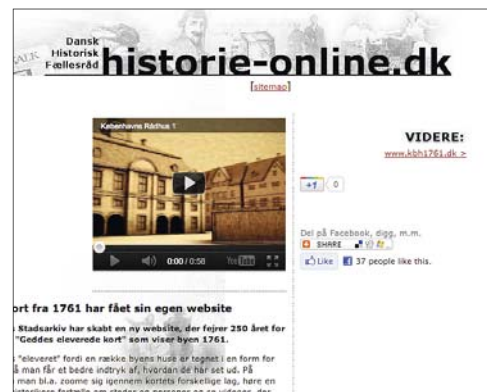 Dansk
Historisk
Fællesråd
historie-online.dk
[sitemap]
Københavns Rådhus 1
VIDERE:
www.kbh1761.dk >
+1 0
Del på Facebook, digg, m.m.
SHARE
0:00 / 0:58 YouTube
Like 37 people like this.
ort fra 1761 har fået sin egen website
s Stadsarkiv har skabt en ny website, der fejrer 250 året for
"Geddes eleverede kort" som viser byen 1761.
s "eleveret" fordi en række byens huse er tegnet i en form for
å man får et bedre indtryk af, hvordan de har set ud. På
man bl.a. zoome sig igennem kortets forskellige lag, høre en